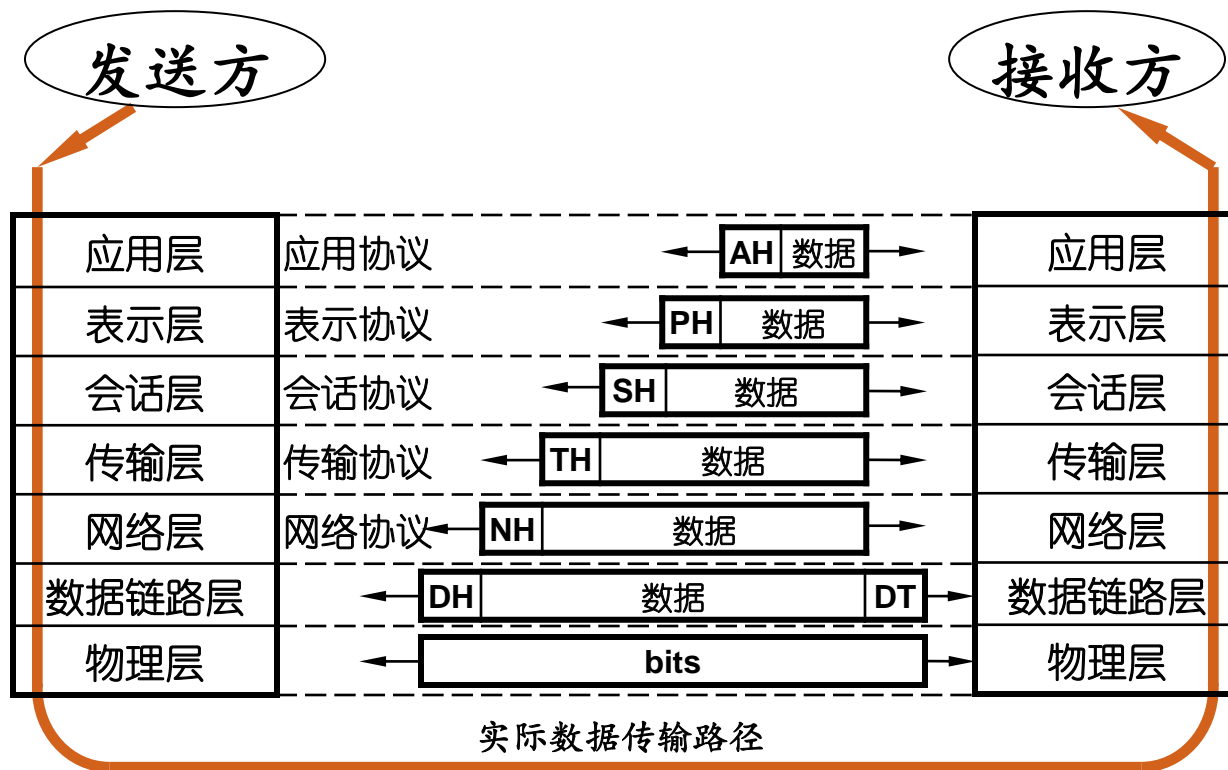 发送方 接收方
应用层 应用协议 AH 数据 应用层
表示层 表示协议 PH 数据 表示层
会话层 会话协议 SH 数据 会话层
传输层 传输协议 TH 数据 传输层
网络层 网络协议 NH 数据 网络层
数据链路层 DH 数据 DT 数据链路层
物理层 bits 物理层
实际数据传输路径